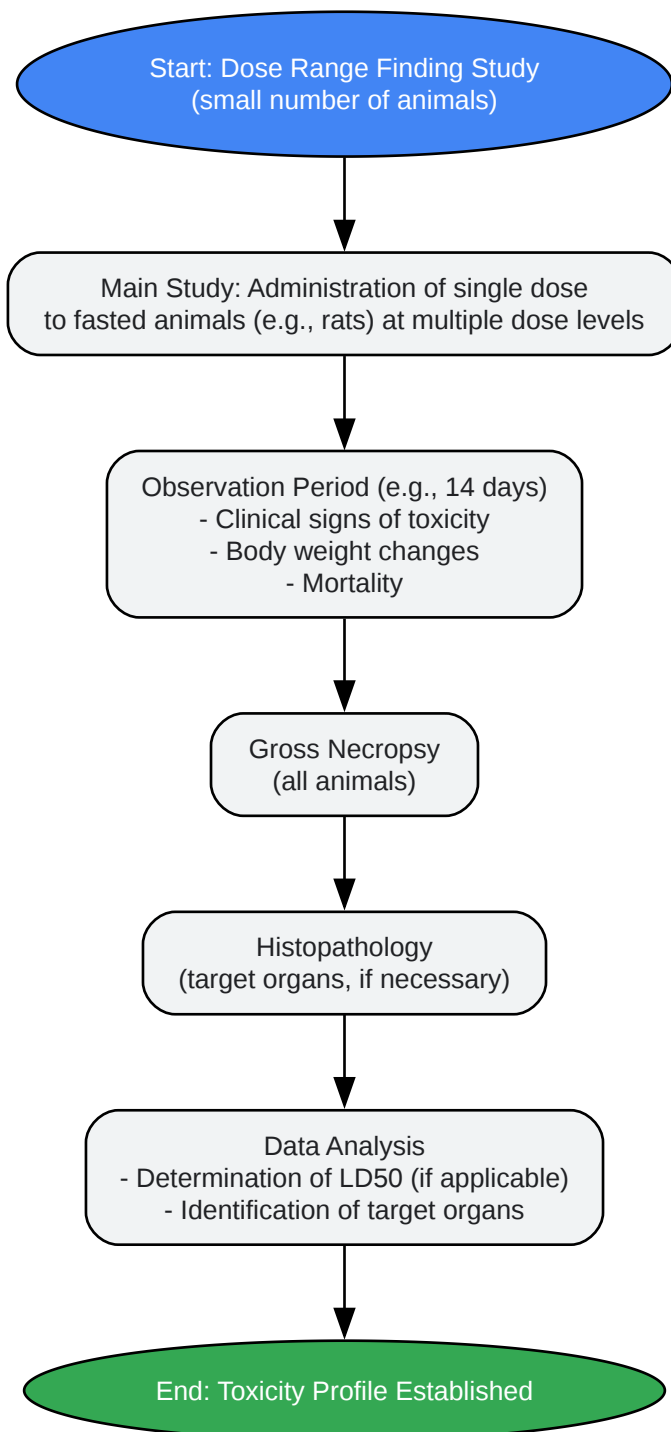 Start: Dose Range Finding Study
(small number of animals)
Main Study: Administration of single dose
to fasted animals (e.g., rats) at multiple dose levels
Observation Period (e.g., 14 days)
- Clinical signs of toxicity
- Body weight changes
- Mortality
Gross Necropsy
(all animals)
Histopathology
(target organs, if necessary)
Data Analysis
- Determination of LD50 (if applicable)
- Identification of target organs
End: Toxicity Profile Established